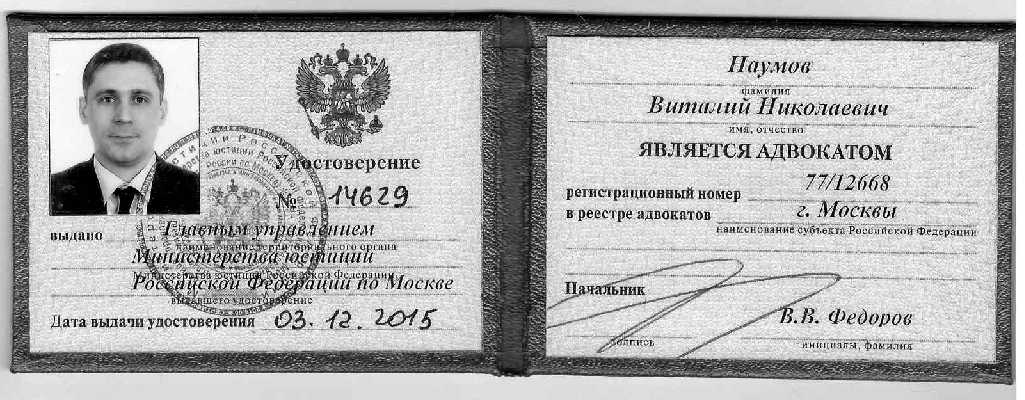 Удостоверение
№ 14629
выдано Главным управлением
наименование территориального органа
Министерства юстиции
Министерства юстиции Российской Федерации
Российской Федерации по Москве
выдавшего удостоверение
Дата выдачи удостоверения 03.12.2015
Наумов
фамилия
Виталий Николаевич
имя, отчество
ЯВЛЯЕТСЯ АДВОКАТОМ
регистрационный номер 77/12668
в реестре адвокатов г. Москвы
наименование субъекта Российской Федерации
Начальник
В.В. Федоров
подпись
инициалы, фамилия